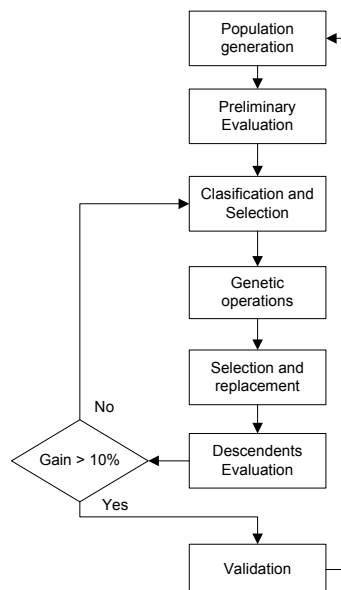 Population
generation
Preliminary
Evaluation
Clasification and
Selection
Genetic
operations
Selection and
replacement
No
Descendents
Evaluation
Gain > 10%
Yes
Validation